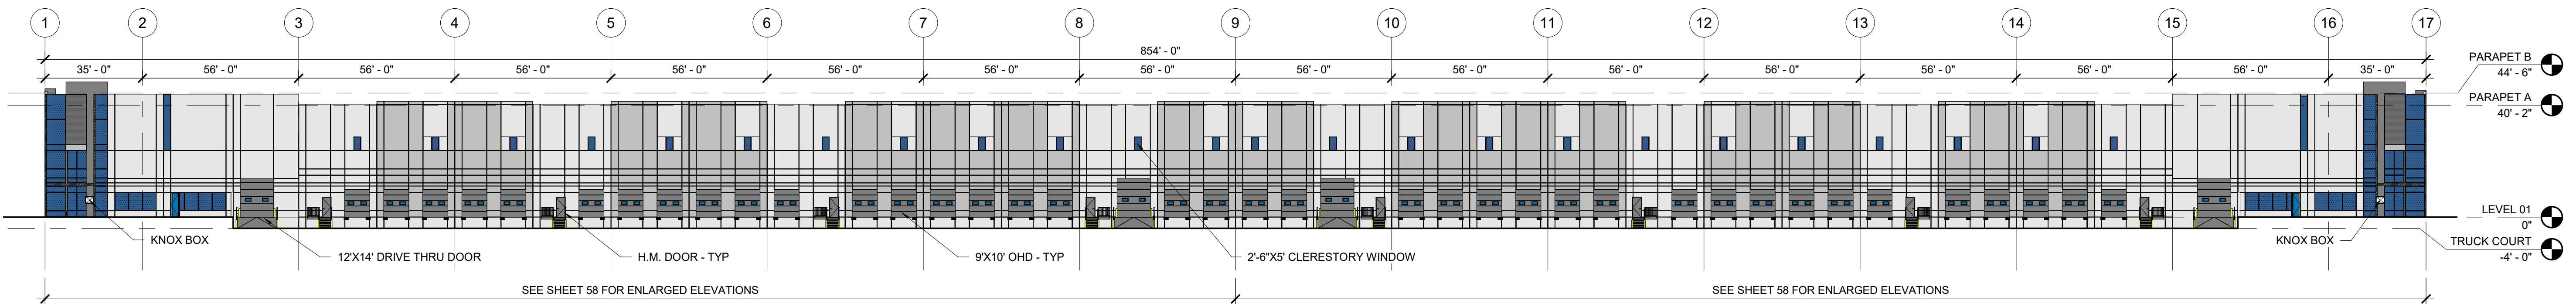 1 2 3 4 5 6 7 8 9 10 11 12 13 14 15 16 17
854' - 0"
35' - 0" 56' - 0" 56' - 0" 56' - 0" 56' - 0" 56' - 0" 56' - 0" 56' - 0" 56' - 0" 56' - 0" 56' - 0" 56' - 0" 56' - 0" 56' - 0" 56' - 0" 35' - 0"
PARAPET B
44' - 6"
PARAPET A
40' - 2"
LEVEL 01
0"
TRUCK COURT
-4' - 0"
KNOX BOX
12'X14' DRIVE THRU DOOR
H.M. DOOR - TYP
9'X10' OHD - TYP
2'-6"X5' CLERESTORY WINDOW
KNOX BOX
SEE SHEET 58 FOR ENLARGED ELEVATIONS
SEE SHEET 58 FOR ENLARGED ELEVATIONS